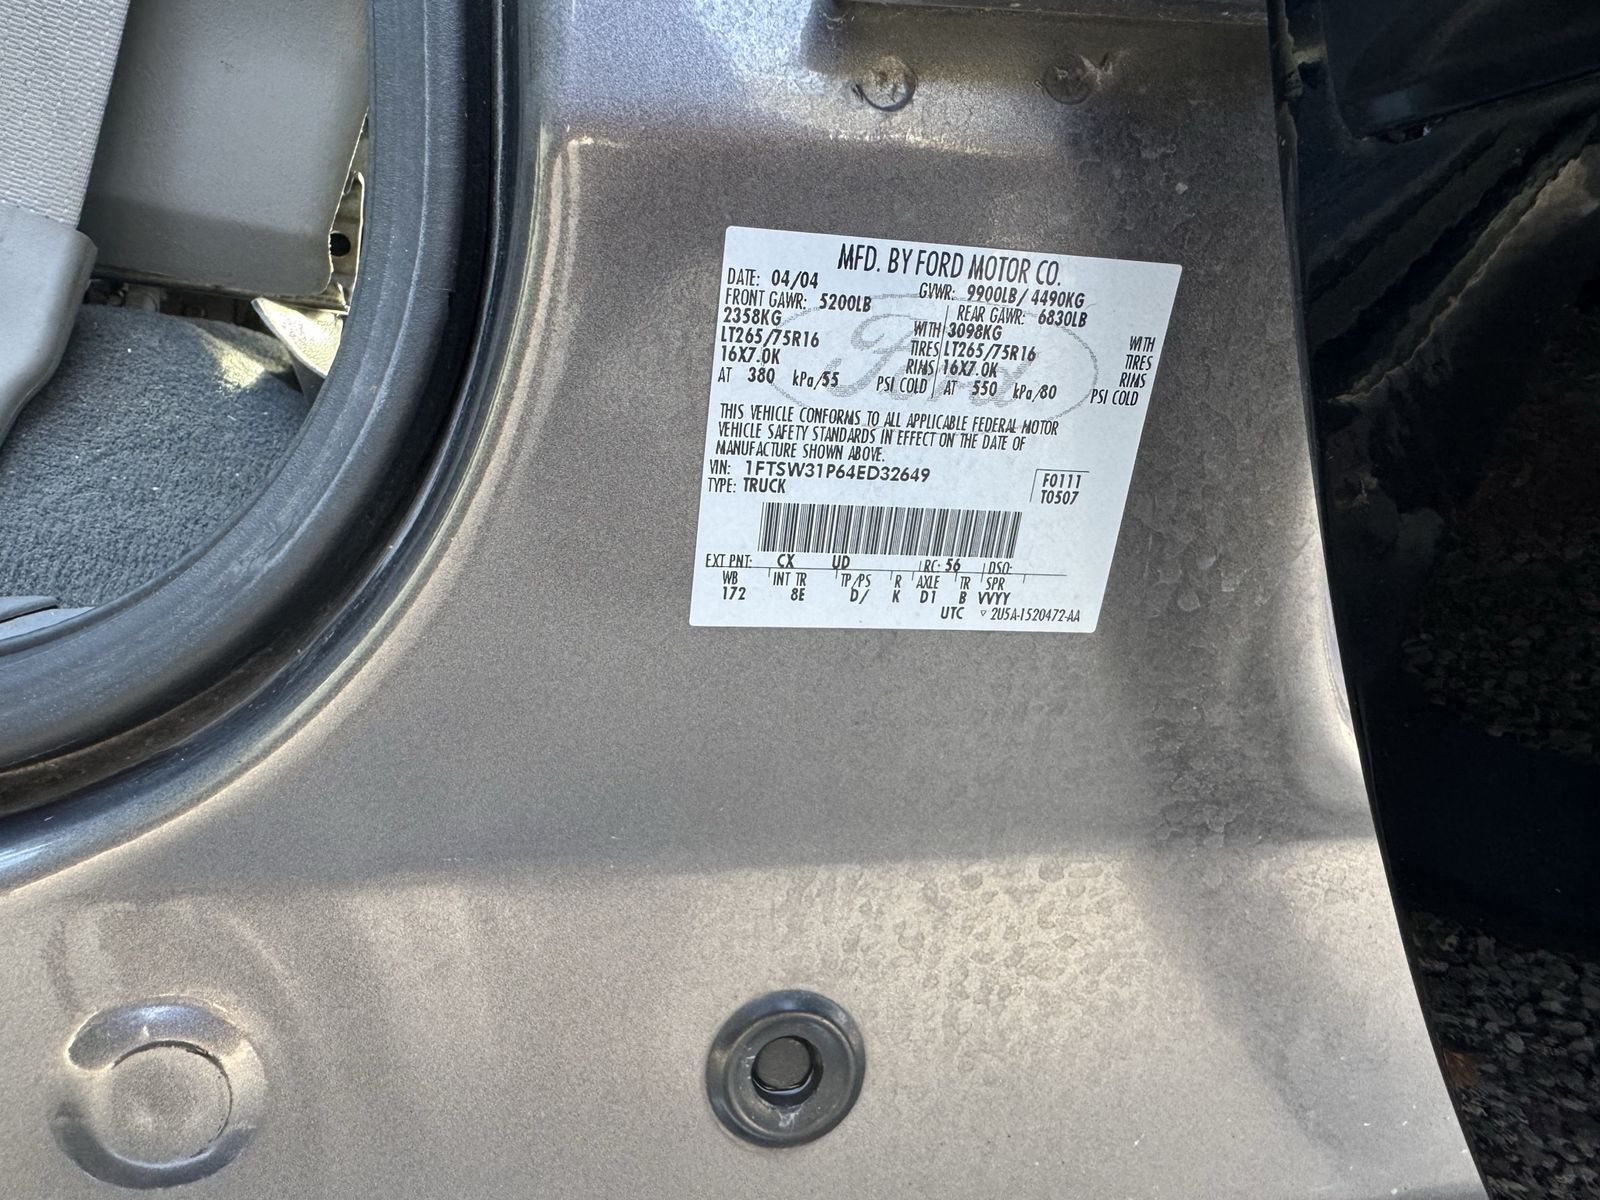 MFD. BY FORD MOTOR CO.
DATE: 04/04 GVWR: 9900LB/4490KG
FRONT GAWR: 5200LB REAR GAWR: 6830LB
2358KG WITH 3098KG WITH
LT265/75R16 TIRES LT265/75R16 TIRES
16X7.0K RIMS 16X7.0K RIMS
AT 380 kPa/55 PSI COLD AT 550 kPa/80 PSI COLD
Ford
THIS VEHICLE CONFORMS TO ALL APPLICABLE FEDERAL MOTOR
VEHICLE SAFETY STANDARDS IN EFFECT ON THE DATE OF
MANUFACTURE SHOWN ABOVE.
VIN: 1FTSW31P64ED32649
TYPE: TRUCK
F0111
T0507
EXT PNT: CX UD RC: 56 DSO:
WB INT TR TP/PS R AXLE TR SPR
172 8E D/ K D1 B VVYY
UTC ▽ 2U5A-1520472-AA